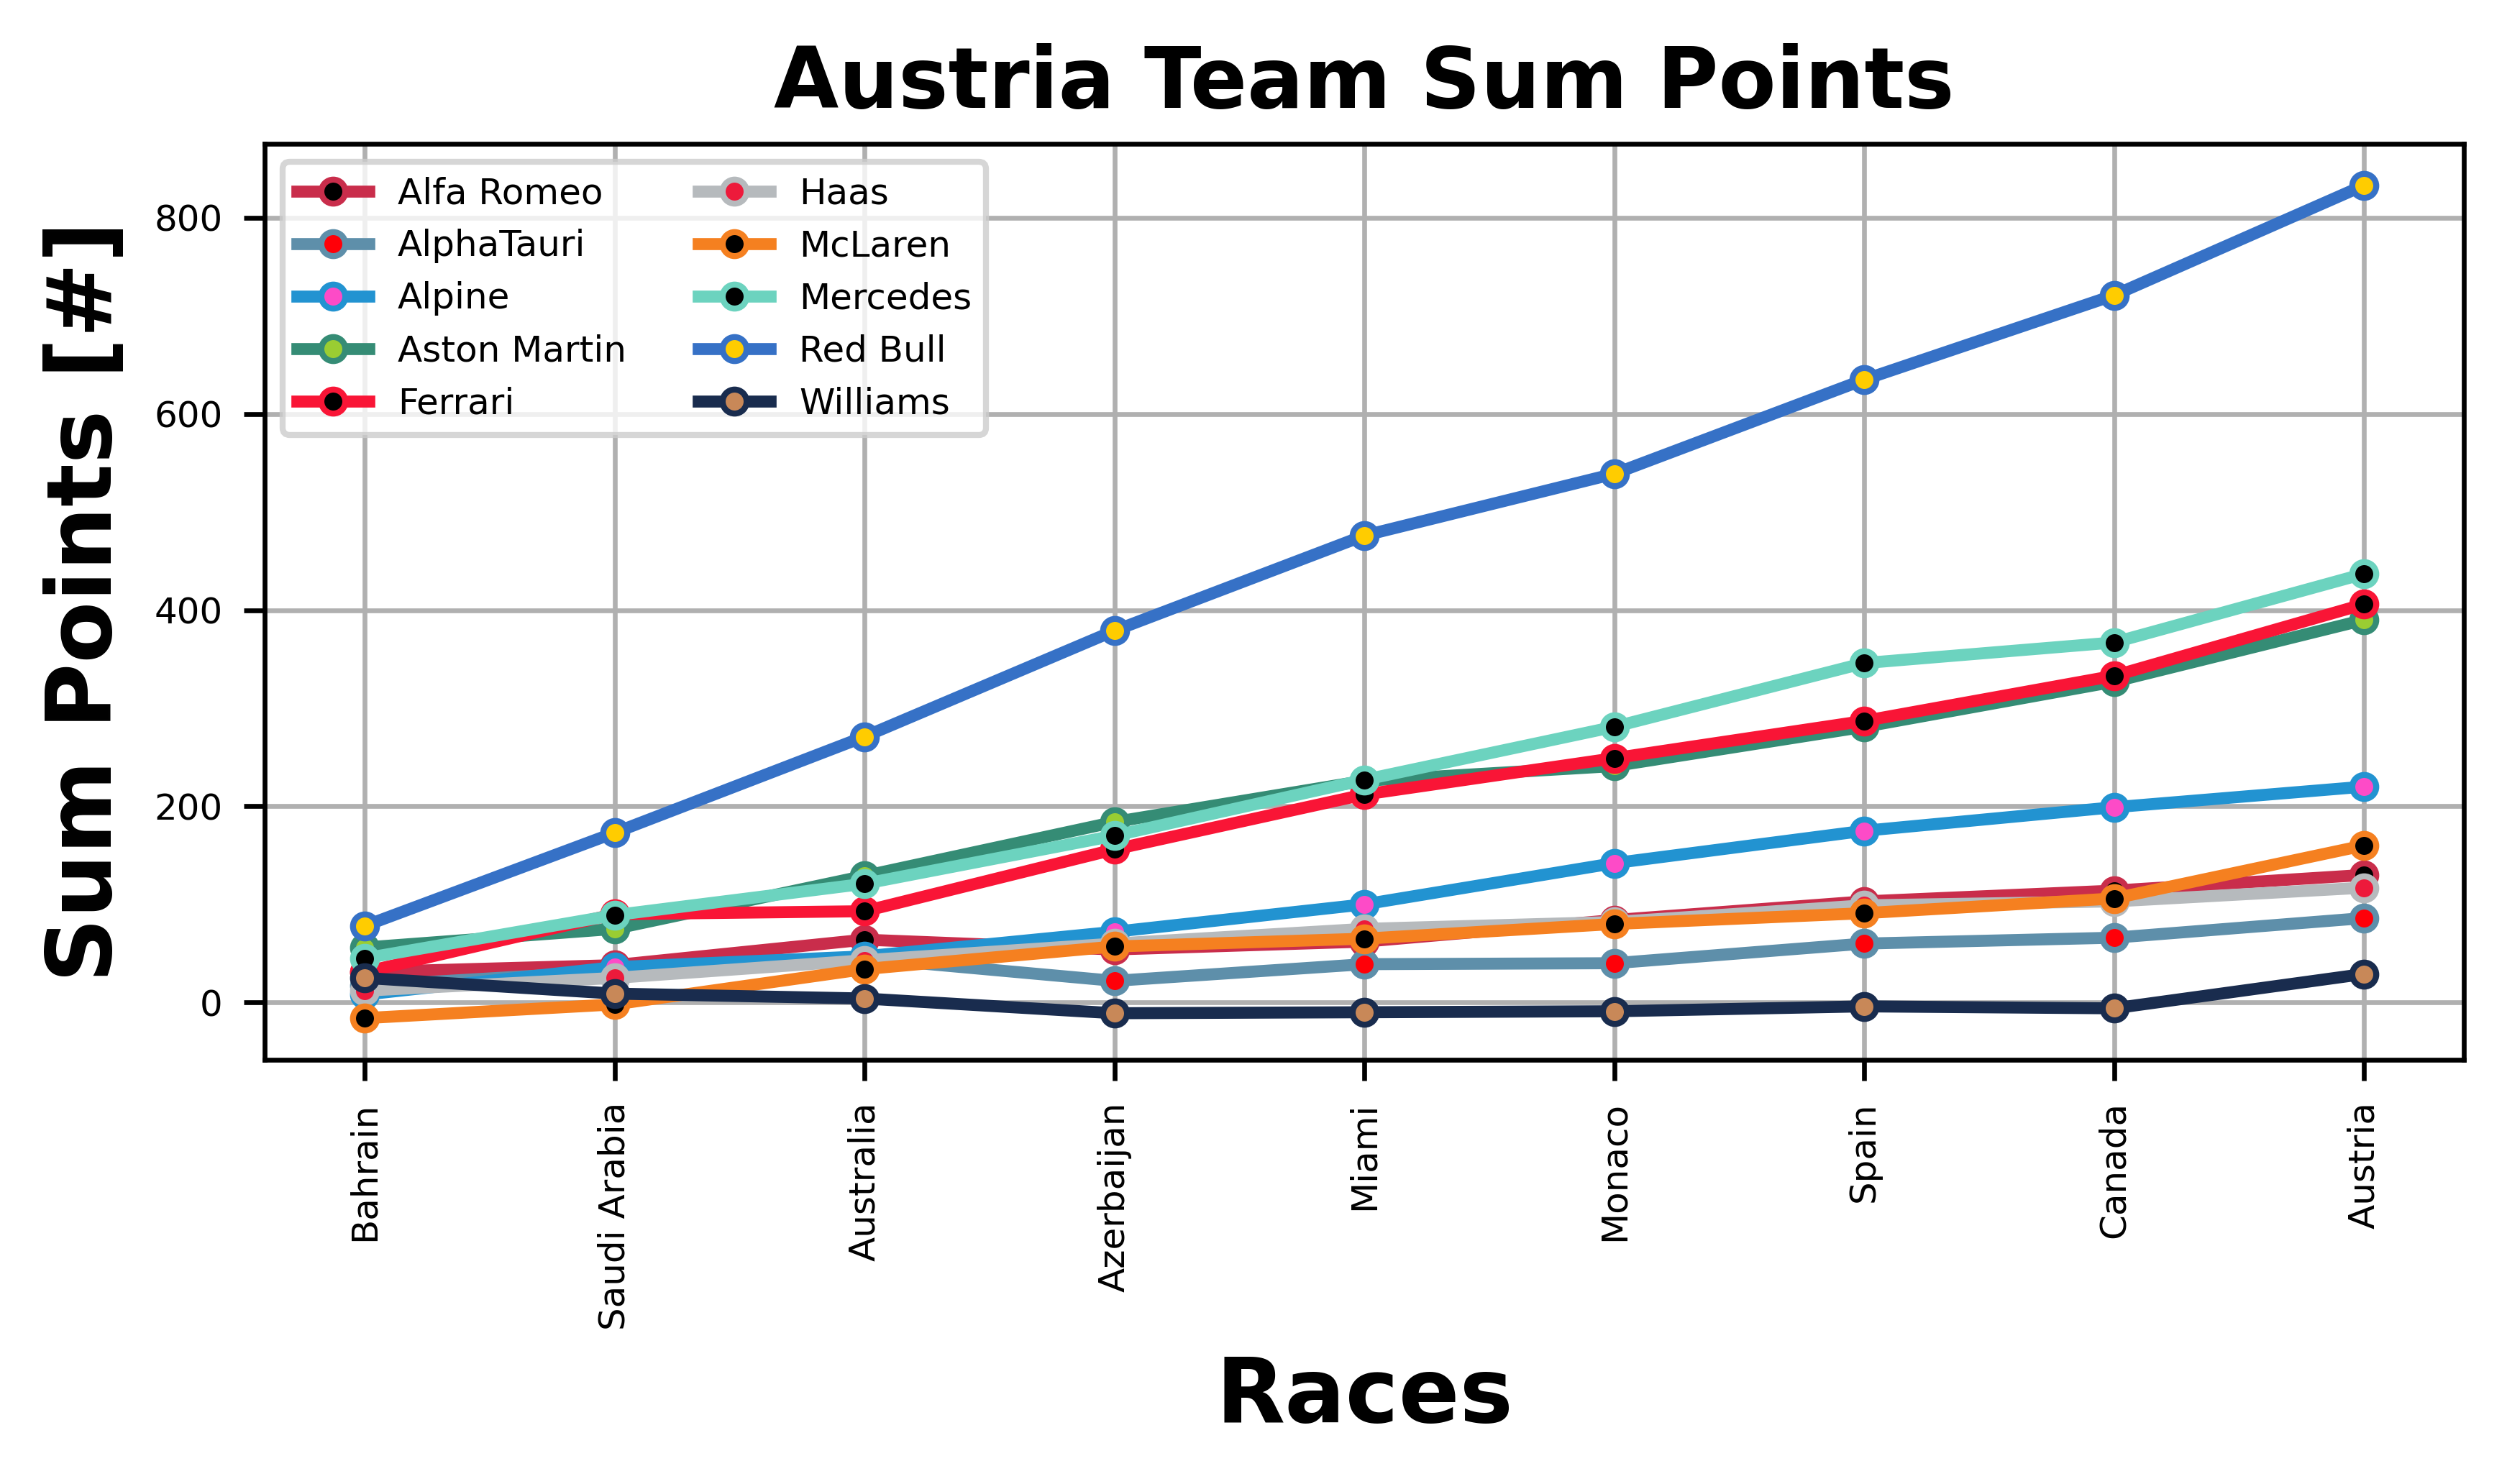 Austria Team Sum Points
Sum Points [#]
800
600
400
200
0
Alfa Romeo
AlphaTauri
Alpine
Aston Martin
Ferrari
Haas
McLaren
Mercedes
Red Bull
Williams
Bahrain
Saudi Arabia
Australia
Azerbaijan
Miami
Monaco
Spain
Canada
Austria
Races